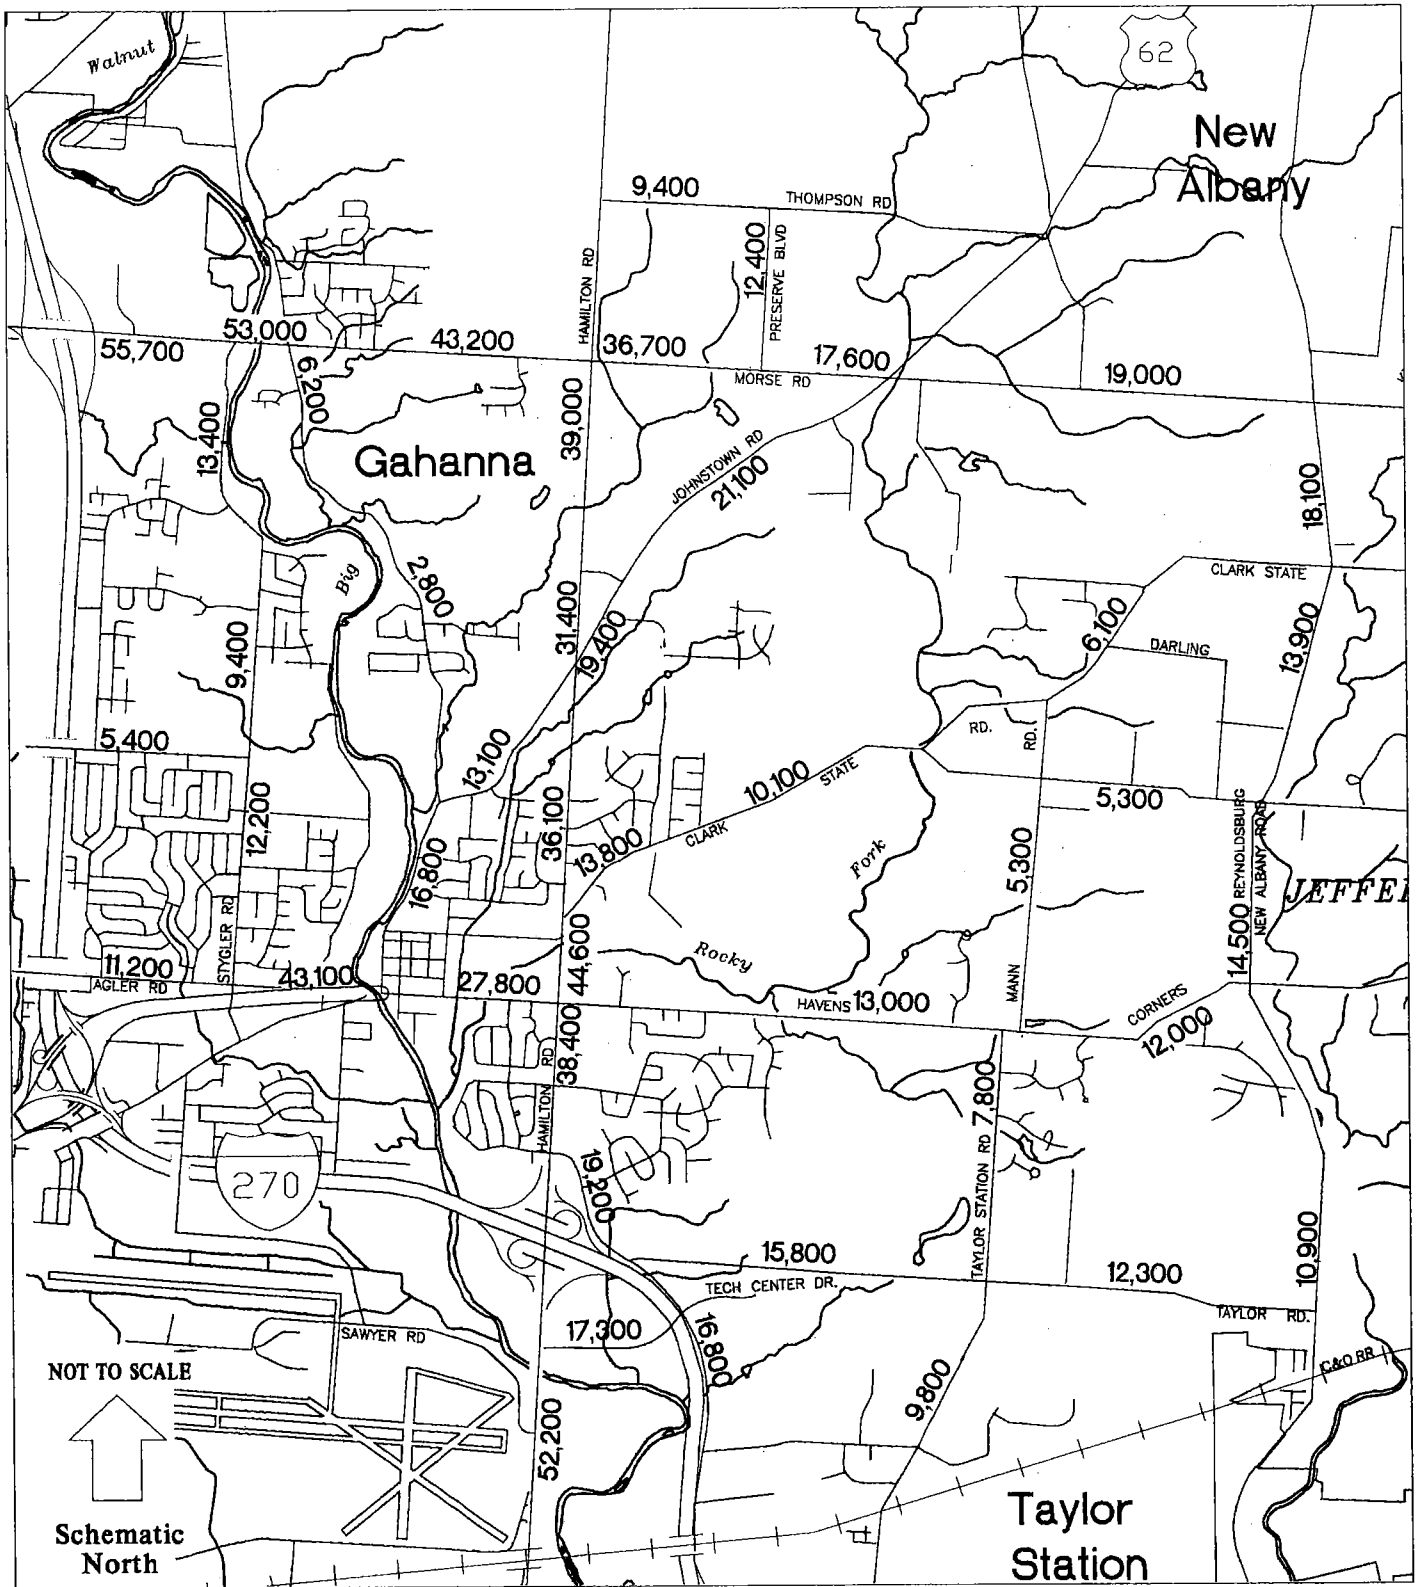 Walnut
62
New
Albany
9,400
THOMPSON RD
HAMILTON RD
12,400
PRESERVE BLVD
53,000
55,700
43,200
36,700
17,600
MORSE RD
19,000
6,200
13,400
39,000
Gahanna
JOHNSTOWN RD
21,100
18,100
Big
2,800
CLARK STATE
31,400
19,400
6,100
DARLING
13,900
9,400
5,400
RD.
RD.
13,100
10,100
STATE
5,300
12,200
36,100
13,800
CLARK
16,800
Fork
5,300
14,500
REYNOLDSBURG
NEW ALBANY ROAD
JEFFE
STYGLER RD
44,600
Rocky
11,200
AGLER RD
43,100
27,800
HAVENS
13,000
MANN
CORNERS
12,000
38,400
HAMILTON RD
7,800
TAYLOR STATION RD
270
19,200
15,800
TECH CENTER DR.
12,300
10,900
TAYLOR RD.
SAWYER RD
17,300
16,800
C&O RR
NOT TO SCALE
9,800
52,200
Schematic
North
Taylor
Station